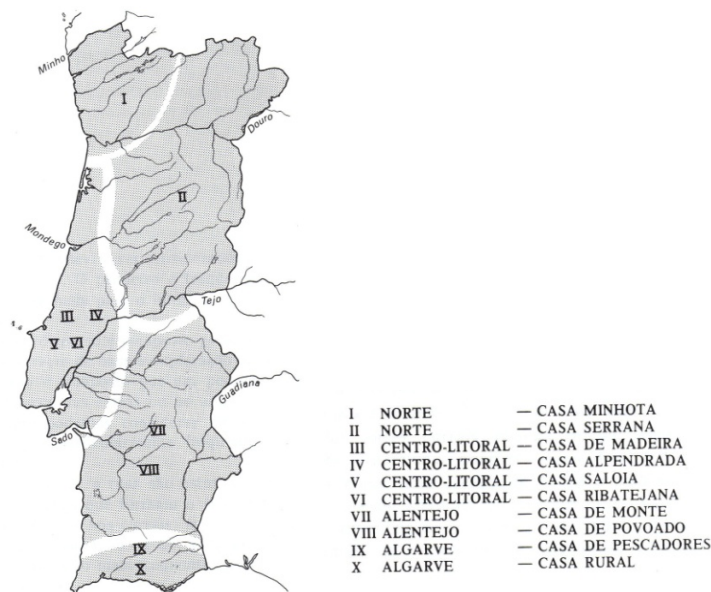 Minho
I
Douro
II
Mondego
III IV
Tejo
V VI
Guadiana
Sado
VII
VIII
IX
X
I NORTE — CASA MINHOTA
II NORTE — CASA SERRANA
III CENTRO-LITORAL — CASA DE MADEIRA
IV CENTRO-LITORAL — CASA ALPENDRADA
V CENTRO-LITORAL — CASA SALOIA
VI CENTRO-LITORAL — CASA RIBATEJANA
VII ALENTEJO — CASA DE MONTE
VIII ALENTEJO — CASA DE POVOADO
IX ALGARVE — CASA DE PESCADORES
X ALGARVE — CASA RURAL